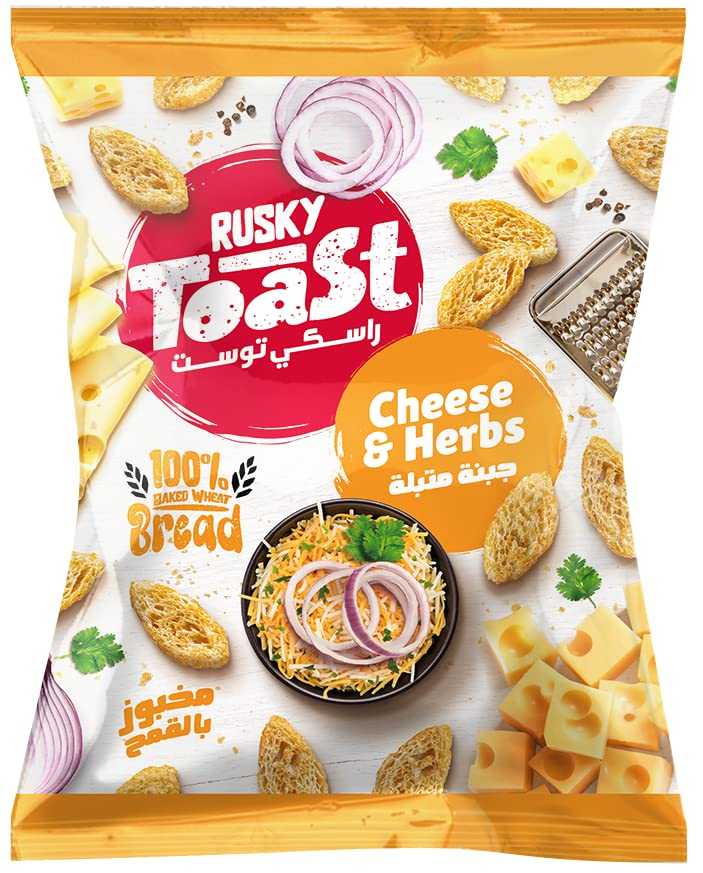 RUSKY
Toast
راسكي توست
Cheese
& Herbs
جبنة متبلة
100%
BAKED WHEAT
Bread
مخبوز
بالقمح